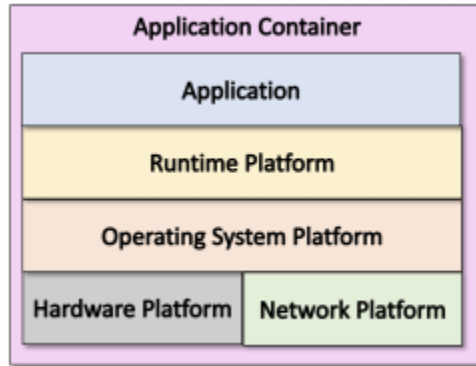 Application Container
Application
Runtime Platform
Operating System Platform
Hardware Platform
Network Platform